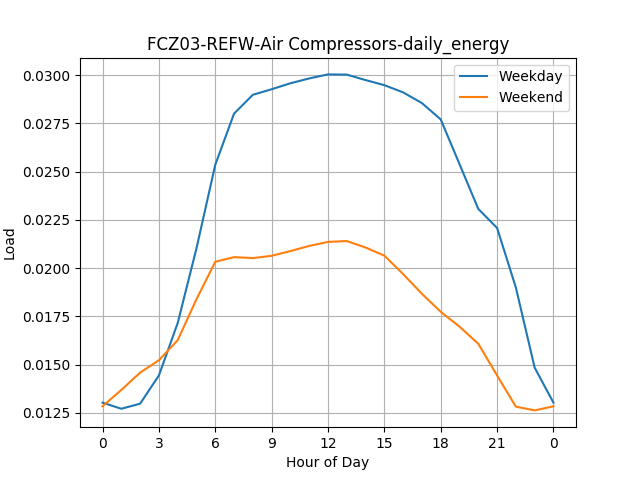 FCZ03-REFW-Air Compressors-daily_energy
Weekday
Weekend
0.0300
0.0275
0.0250
0.0225
0.0200
0.0175
0.0150
0.0125
Load
0 3 6 9 12 15 18 21 0
Hour of Day